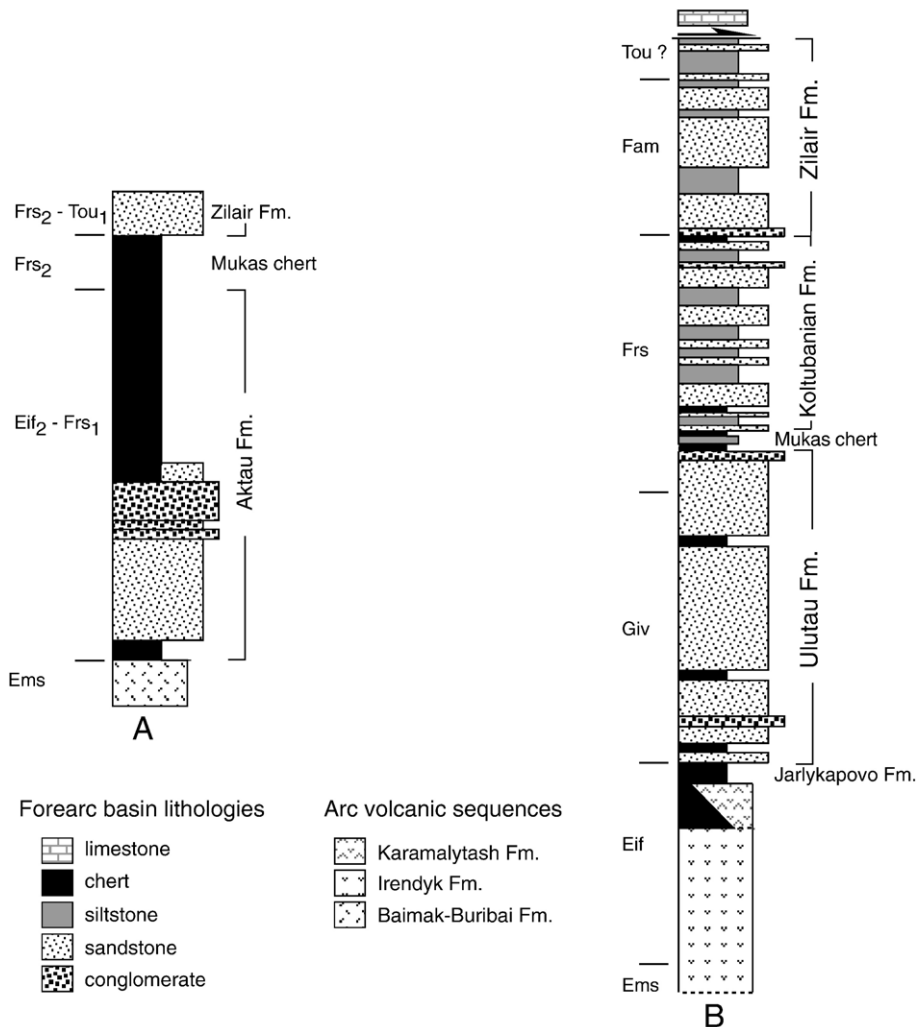 Frs2 - Tou1
Zilair Fm.
Frs2
Mukas chert
Eif2 - Frs1
Aktau Fm.
Ems
A
Tou ?
Zilair Fm.
Fam
Koltubanian Fm.
Frs
Mukas chert
Ulutau Fm.
Giv
Jarlykapovo Fm.
Eif
Ems
B
Forearc basin lithologies
limestone
chert
siltstone
sandstone
conglomerate
Arc volcanic sequences
Karamalytash Fm.
Irendyk Fm.
Baimak-Buribai Fm.